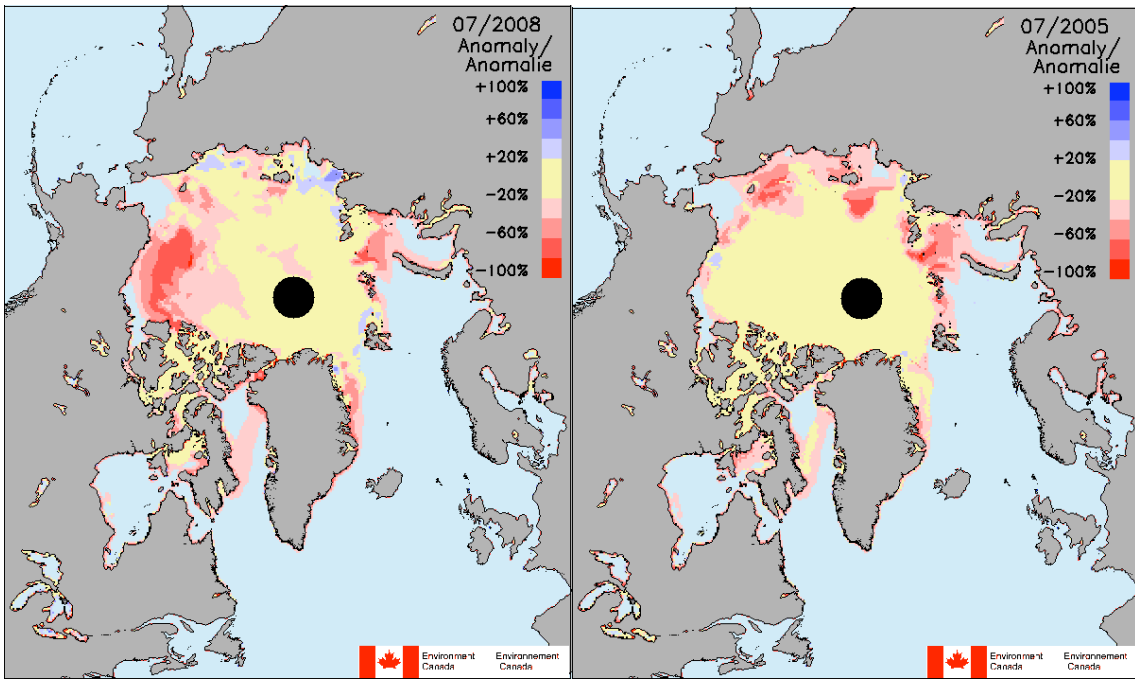 07/2008
Anomaly/
Anomalie
+100%
+60%
+20%
-20%
-60%
-100%
Environment Environnement
Canada Canada
07/2005
Anomaly/
Anomalie
+100%
+60%
+20%
-20%
-60%
-100%
Environment Environnement
Canada Canada